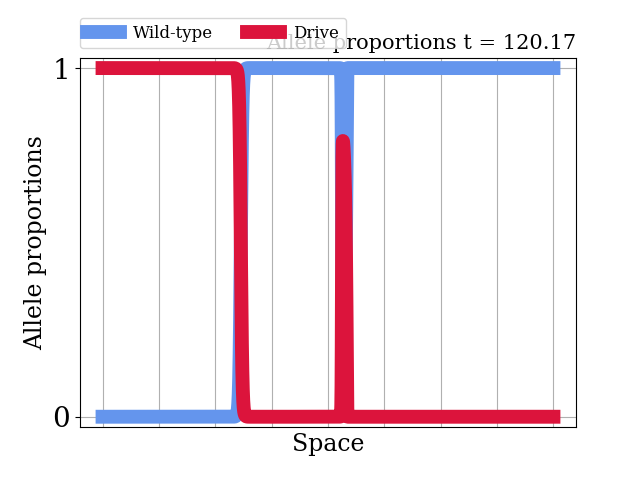 Wild-type Drive
Allele proportions t = 120.17
1
Allele proportions
0
Space